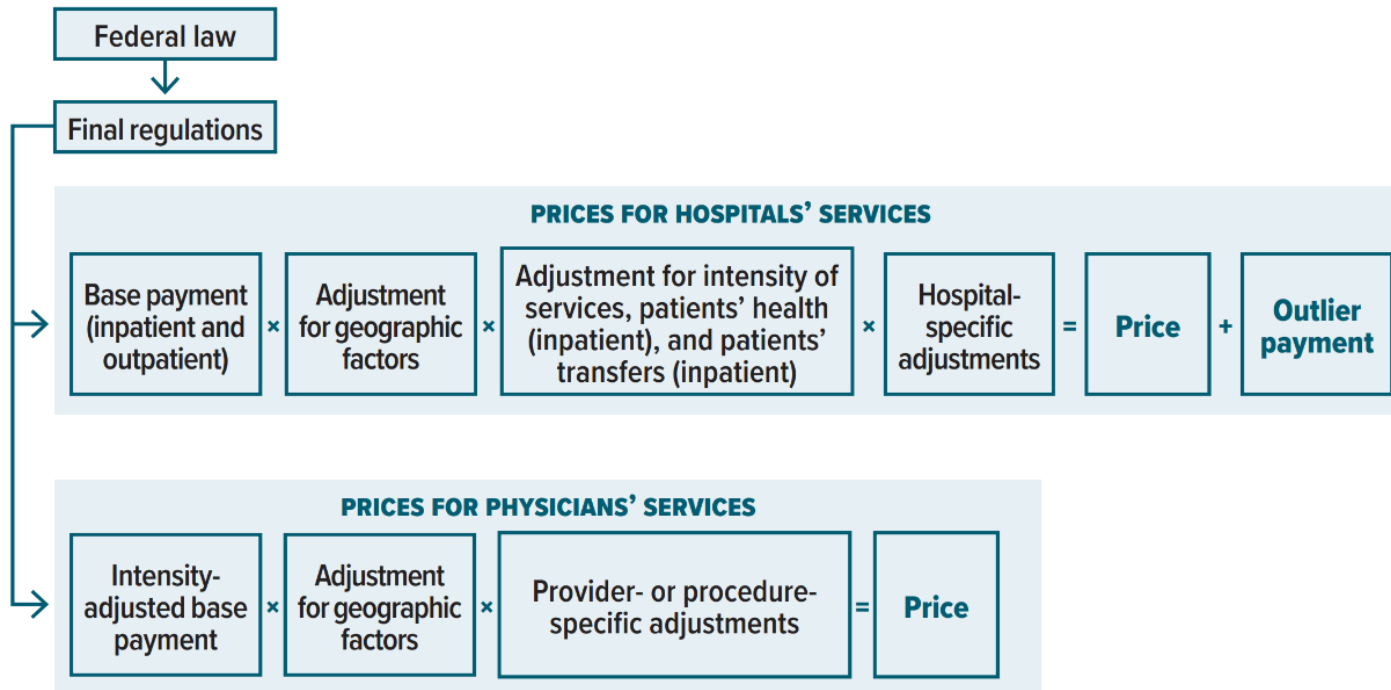 Federal law
Final regulations
PRICES FOR HOSPITALS’ SERVICES
Base payment
(inpatient and
outpatient)
×
Adjustment
for geographic
factors
×
Adjustment for intensity of
services, patients’ health
(inpatient), and patients’
transfers (inpatient)
×
Hospital-
specific
adjustments
=
Price
+
Outlier
payment
PRICES FOR PHYSICIANS’ SERVICES
Intensity-
adjusted base
payment
×
Adjustment
for geographic
factors
×
Provider- or procedure-
specific adjustments
=
Price